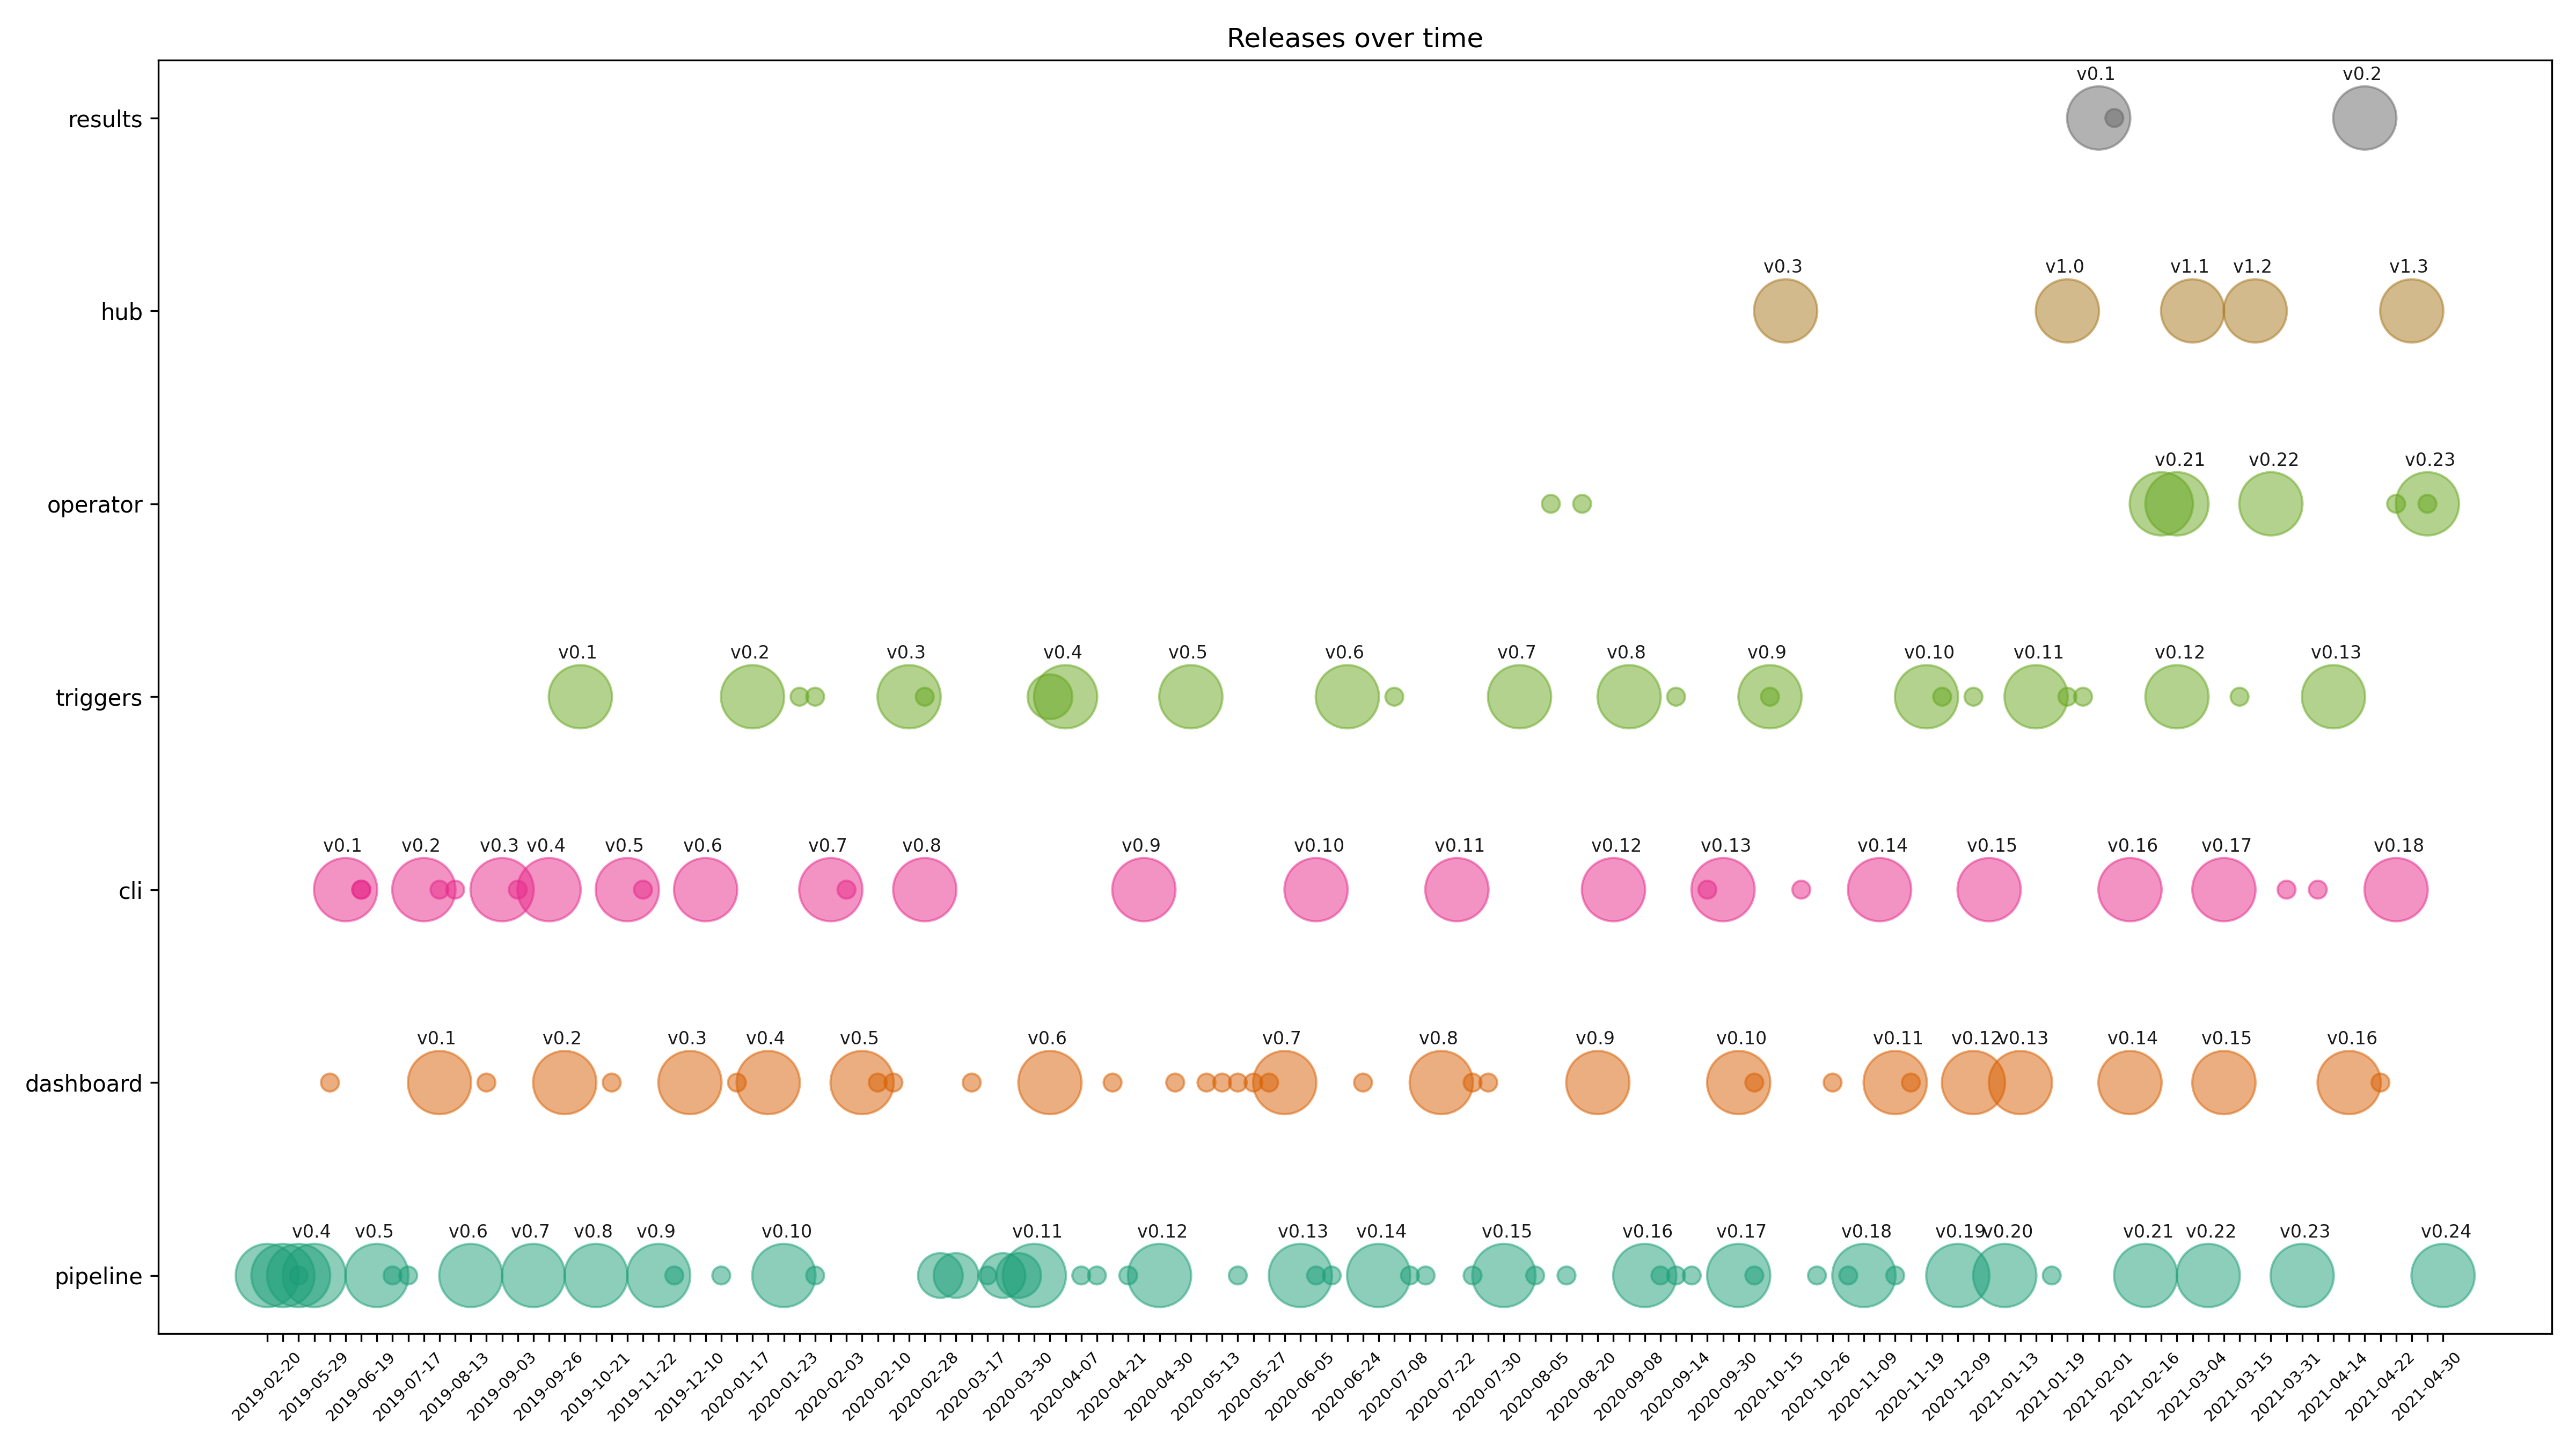 Releases over time
v0.1 v0.2
results
v0.3 v1.0 v1.1 v1.2 v1.3
hub
v0.21 v0.22 v0.23
operator
v0.1 v0.2 v0.3 v0.4 v0.5 v0.6 v0.7 v0.8 v0.9 v0.10 v0.11 v0.12 v0.13
triggers
v0.1 v0.2 v0.3 v0.4 v0.5 v0.6 v0.7 v0.8 v0.9 v0.10 v0.11 v0.12 v0.13 v0.14 v0.15 v0.16 v0.17 v0.18
cli
v0.1 v0.2 v0.3 v0.4 v0.5 v0.6 v0.7 v0.8 v0.9 v0.10 v0.11 v0.12 v0.13 v0.14 v0.15 v0.16
dashboard
v0.4 v0.5 v0.6 v0.7 v0.8 v0.9 v0.10 v0.11 v0.12 v0.13 v0.14 v0.15 v0.16 v0.17 v0.18 v0.19 v0.20 v0.21 v0.22 v0.23 v0.24
pipeline
2019-02-20 2019-05-29 2019-06-19 2019-07-17 2019-08-13 2019-09-03 2019-09-26 2019-10-21 2019-11-22 2019-12-10 2020-01-17 2020-01-23 2020-02-03 2020-02-10 2020-02-28 2020-03-17 2020-03-30 2020-04-07 2020-04-21 2020-04-30 2020-05-13 2020-05-27 2020-06-05 2020-06-24 2020-07-08 2020-07-22 2020-07-30 2020-08-05 2020-08-20 2020-09-08 2020-09-14 2020-09-30 2020-10-15 2020-10-26 2020-11-09 2020-11-19 2020-12-09 2021-01-13 2021-01-19 2021-02-01 2021-02-16 2021-03-04 2021-03-15 2021-03-31 2021-04-14 2021-04-22 2021-04-30